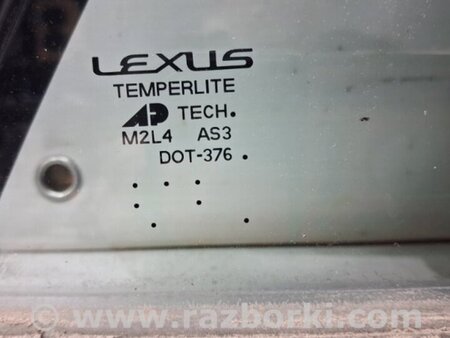 LEXUS
TEMPERLITE
AP TECH.
M2L4 AS3
DOT-376
© www.razborki.com